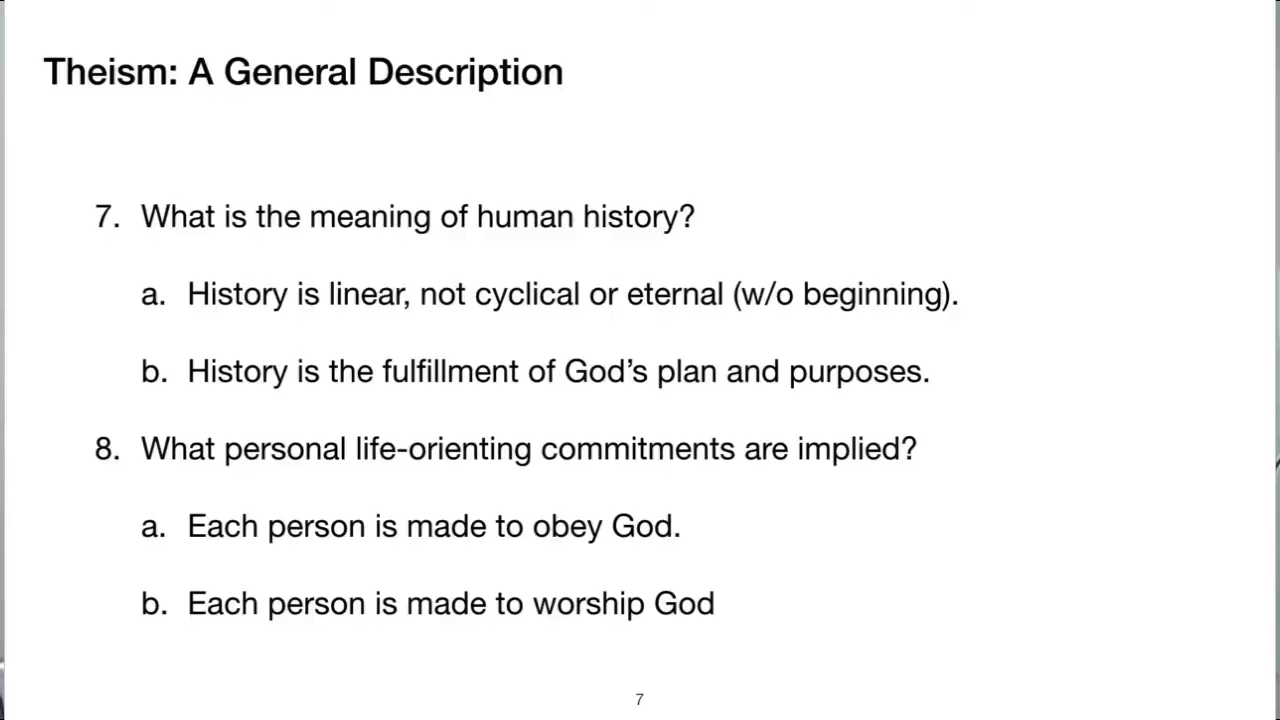 Theism: A General Description
7. What is the meaning of human history?
a. History is linear, not cyclical or eternal (w/o beginning).
b. History is the fulfillment of God’s plan and purposes.
8. What personal life-orienting commitments are implied?
a. Each person is made to obey God.
b. Each person is made to worship God
7